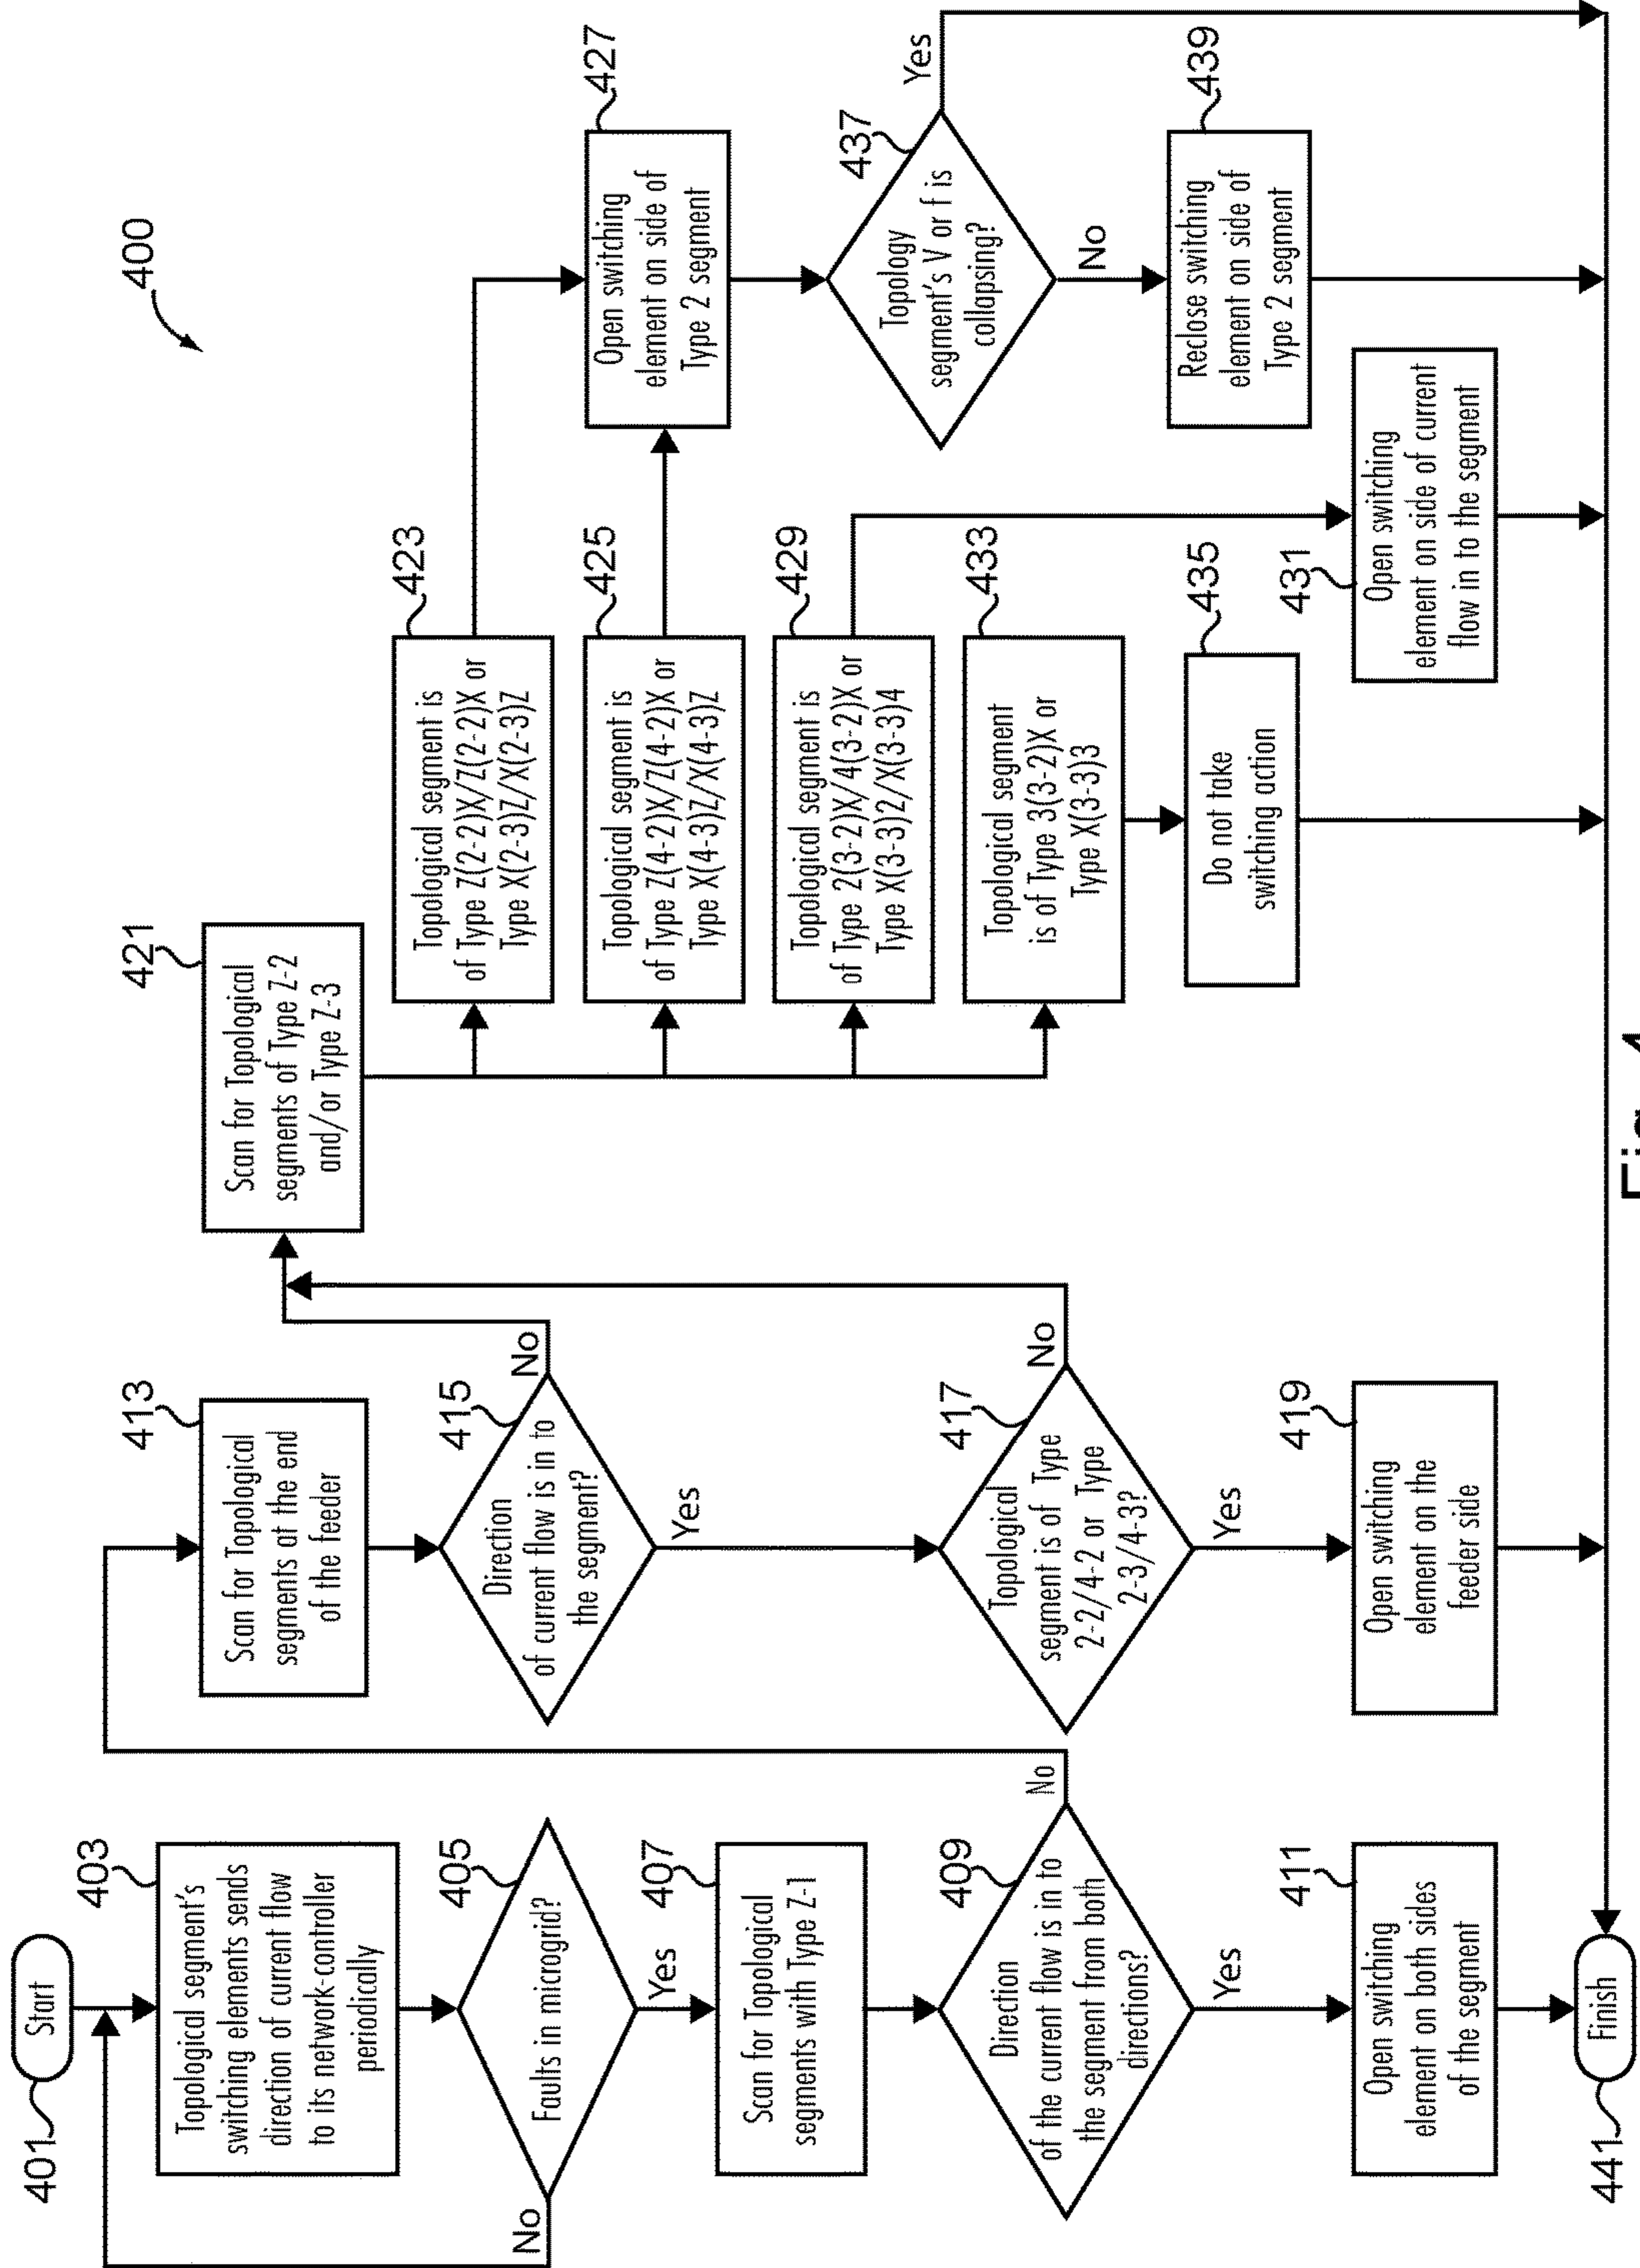 400
401
Start
403
Topological segment's
switching elements sends
direction of current flow
to its network-controller
periodically
405
Faults in microgrid?
No
Yes
407
Scan for Topological
segments with Type Z-1
409
Direction
of the current flow is in to
the segment from both
directions?
No
Yes
411
Open switching
element on both sides
of the segment
441
Finish
413
Scan for Topological
segments at the end
of the feeder
415
Direction
of current flow is in to
the segment?
No
Yes
417
Topological
segment is of Type
2-2/4-2 or Type
2-3/4-3?
No
Yes
419
Open switching
element on the
feeder side
421
Scan for Topological
segments of Type Z-2
and/or Type Z-3
423
Topological segment is
of Type Z(2-2)X/Z(2-2)X or
Type X(2-3)Z/X(2-3)Z
425
Topological segment is
of Type Z(4-2)X/Z(4-2)X or
Type X(4-3)Z/X(4-3)Z
429
Topological segment is
of Type 2(3-2)X/4(3-2)X or
Type X(3-3)2/X(3-3)4
433
Topological segment
is of Type 3(3-2)X or
Type X(3-3)3
435
Do not take
switching action
427
Open switching
element on side of
Type 2 segment
437
Topology
segment's V or f is
collapsing?
Yes
No
439
Reclose switching
element on side of
Type 2 segment
431
Open switching
element on side of current
flow in to the segment